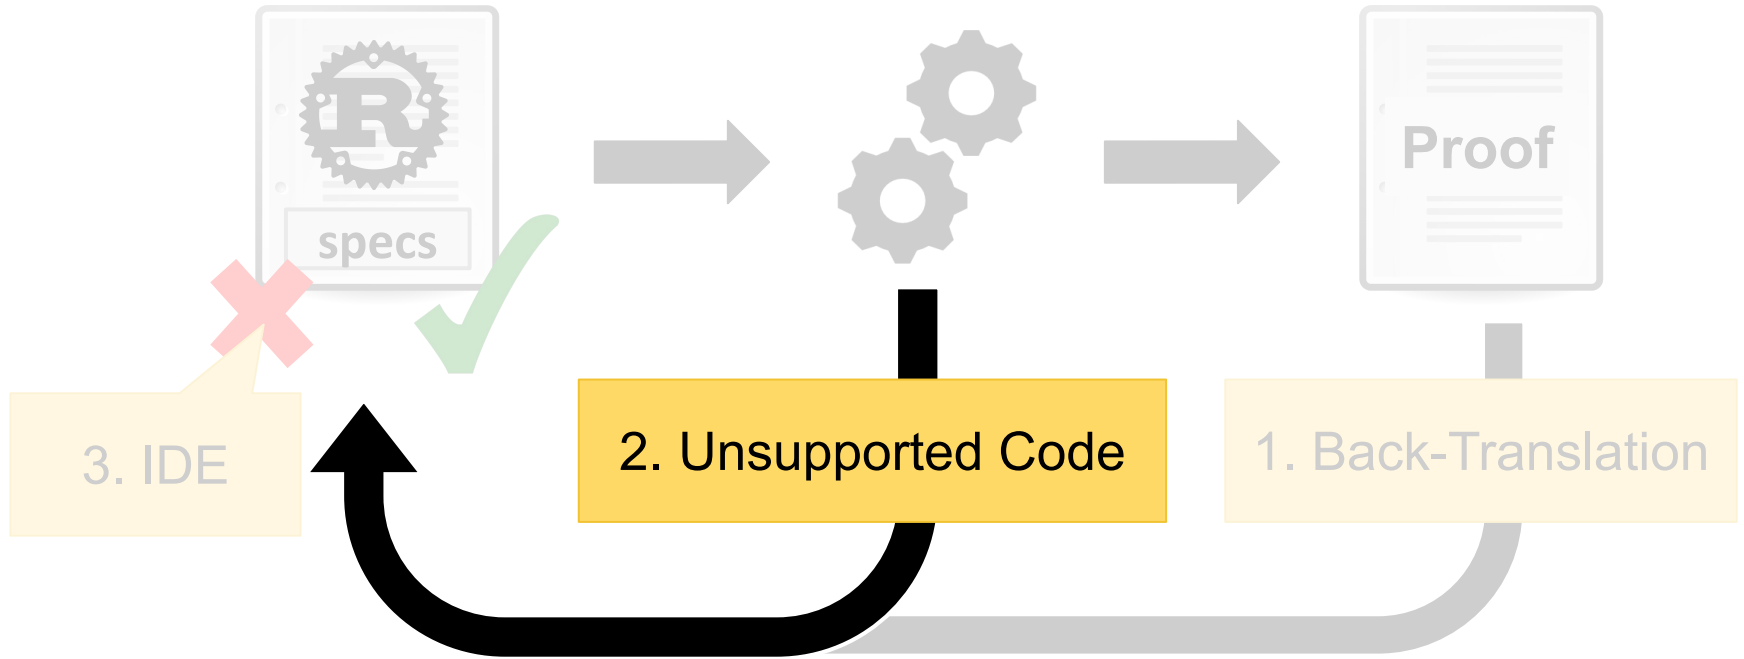 R
specs
Proof
3. IDE
2. Unsupported Code
1. Back-Translation